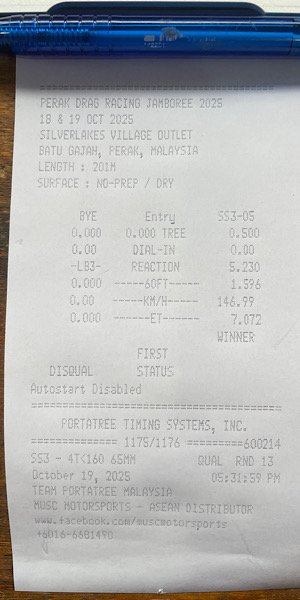 ================================
PERAK DRAG RACING JAMBOREE 2025
18 & 19 OCT 2025
SILVERLAKES VILLAGE OUTLET
BATU GAJAH, PERAK, MALAYSIA
LENGTH : 201M
SURFACE : NO-PREP / DRY
BYE Entry SS3-05
0.000 0.000 TREE 0.500
0.00 DIAL-IN 0.00
-LB3- REACTION 5.230
0.000 -----60FT----- 1.596
0.00 -----KM/H----- 146.99
0.000 ------ET------ 7.072
WINNER
FIRST
DISQUAL STATUS
Autostart Disabled
================================
PORTATREE TIMING SYSTEMS, INC.
============= 1175/1176 =========600214
SS3 - 4TK160 65MM QUAL RND 13
October 19, 2025 05:31:59 PM
TEAM PORTATREE MALAYSIA
MUSC MOTORSPORTS - ASEAN DISTRIBUTOR
www.facebook.com/muscmotorsports
+6016-6681490